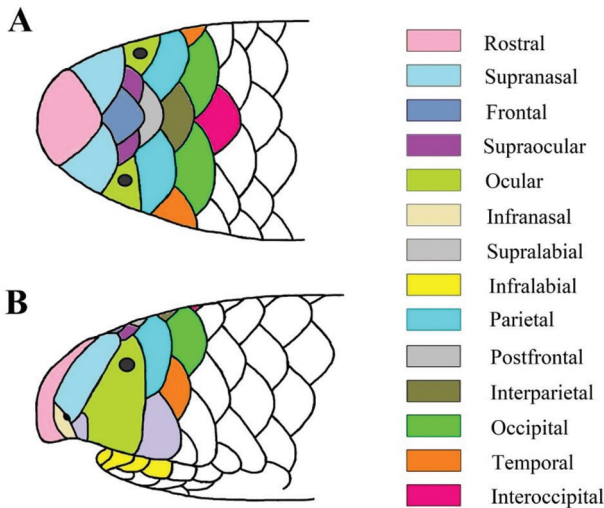 A
B
Rostral
Supranasal
Frontal
Supraocular
Ocular
Infranasal
Supralabial
Infralabial
Parietal
Postfrontal
Interparietal
Occipital
Temporal
Interoccipital